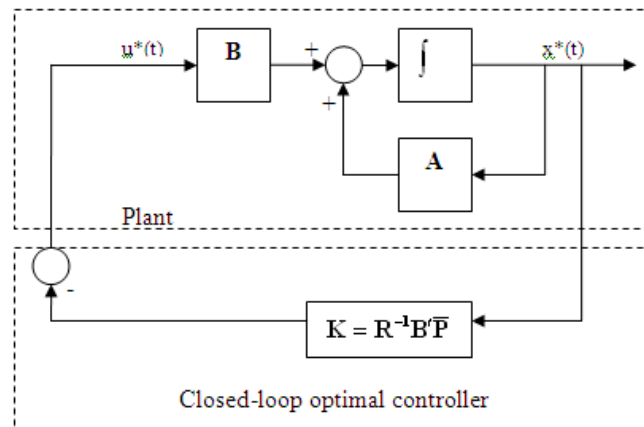 u*(t)
B
+
∫
x*(t)
+
A
Plant
-
K = R⁻¹B'P̅
Closed-loop optimal controller